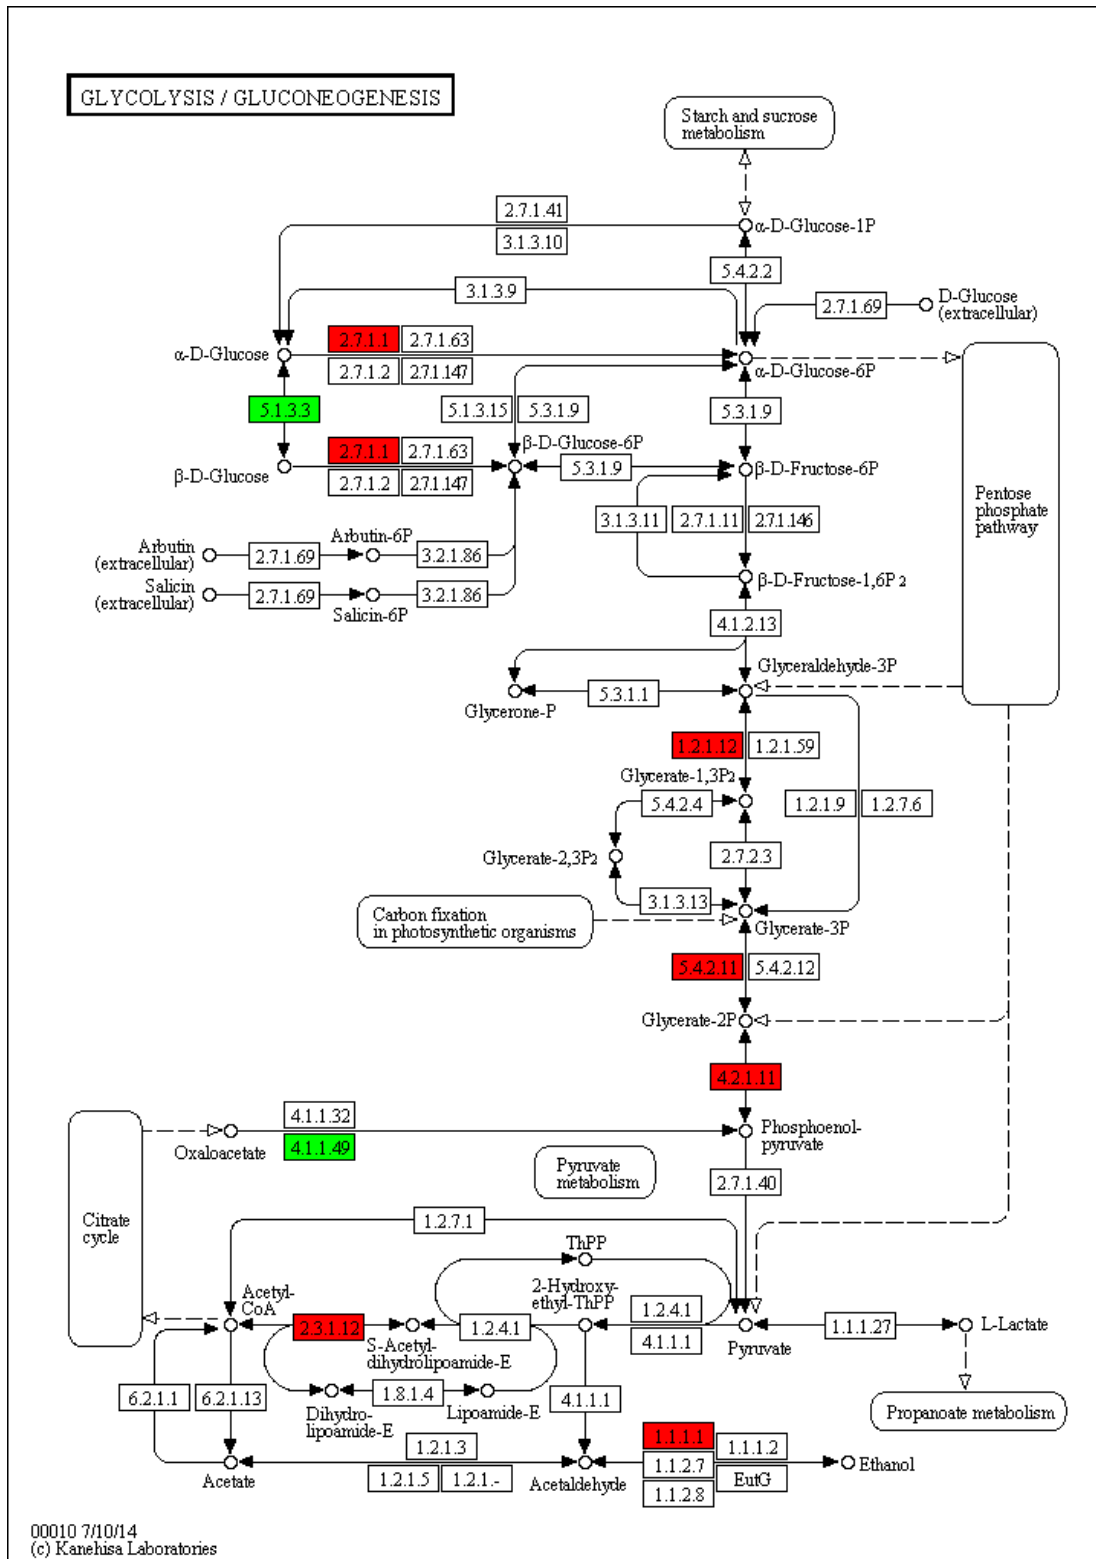 GLYCOLYSIS / GLUCONEOGENESIS
Starch and sucrose
metabolism
2.7.1.41
3.1.3.10
α-D-Glucose-1P
5.4.2.2
3.1.3.9
2.7.1.69
D-Glucose
(extracellular)
α-D-Glucose
2.7.1.1
2.7.1.63
2.7.1.2
2.7.1.147
α-D-Glucose-6P
5.1.3.3
5.1.3.15
5.3.1.9
5.3.1.9
β-D-Glucose
2.7.1.1
2.7.1.63
2.7.1.2
2.7.1.147
β-D-Glucose-6P
5.3.1.9
β-D-Fructose-6P
Pentose
phosphate
pathway
3.1.3.11
2.7.1.11
2.7.1.146
Arbutin
(extracellular)
2.7.1.69
Arbutin-6P
3.2.1.86
Salicin
(extracellular)
2.7.1.69
Salicin-6P
3.2.1.86
β-D-Fructose-1,6P2
4.1.2.13
Glyceraldehyde-3P
Glycerone-P
5.3.1.1
1.2.1.12
1.2.1.59
Glycerate-1,3P2
5.4.2.4
1.2.1.9
1.2.7.6
Glycerate-2,3P2
2.7.2.3
3.1.3.13
Carbon fixation
in photosynthetic organisms
Glycerate-3P
5.4.2.11
5.4.2.12
Glycerate-2P
4.2.1.11
4.1.1.32
Oxaloacetate
4.1.1.49
Phosphoenol-
pyruvate
Pyruvate
metabolism
2.7.1.40
Citrate
cycle
1.2.7.1
ThPP
Acetyl-
CoA
2-Hydroxy-
ethyl-ThPP
2.3.1.12
S-Acetyl-
dihydrolipoamide-E
1.2.4.1
1.2.4.1
4.1.1.1
Pyruvate
1.1.1.27
L-Lactate
6.2.1.1
6.2.1.13
1.8.1.4
Dihydro-
lipoamide-E
Lipoamide-E
4.1.1.1
Propanoate metabolism
1.2.1.3
1.2.1.5
1.2.1.-
Acetate
Acetaldehyde
1.1.1.1
1.1.1.2
1.1.2.7
EutG
1.1.2.8
Ethanol
00010 7/10/14
(c) Kanehisa Laboratories